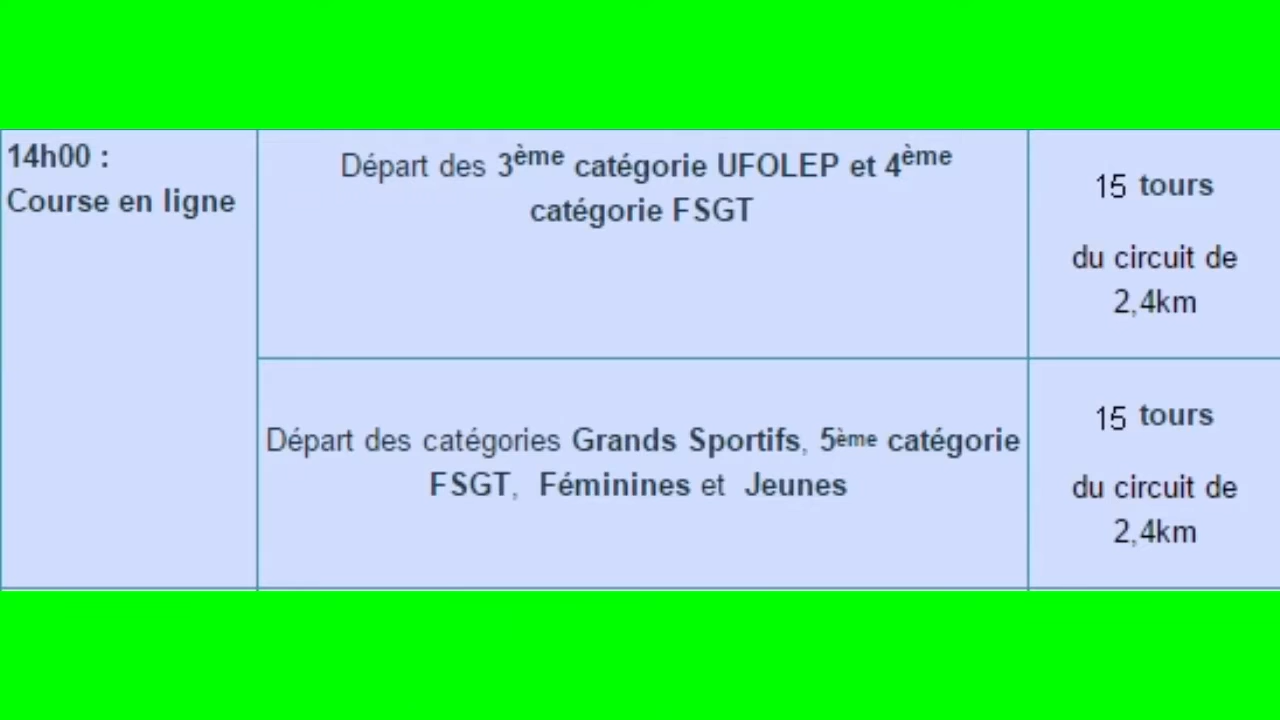 14h00 :
Course en ligne
Départ des 3ème catégorie UFOLEP et 4ème
catégorie FSGT
15 tours
du circuit de
2,4km
Départ des catégories Grands Sportifs, 5ème catégorie
FSGT, Féminines et Jeunes
15 tours
du circuit de
2,4km